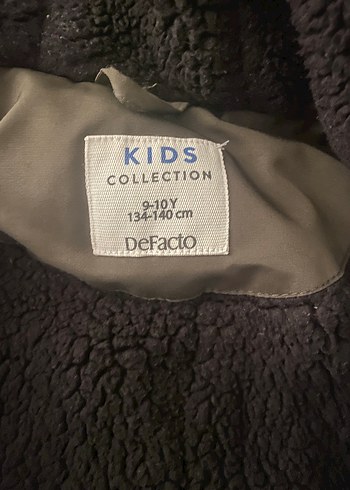 KIDS
COLLECTION
9-10 Y
134-140 cm
DeFacto